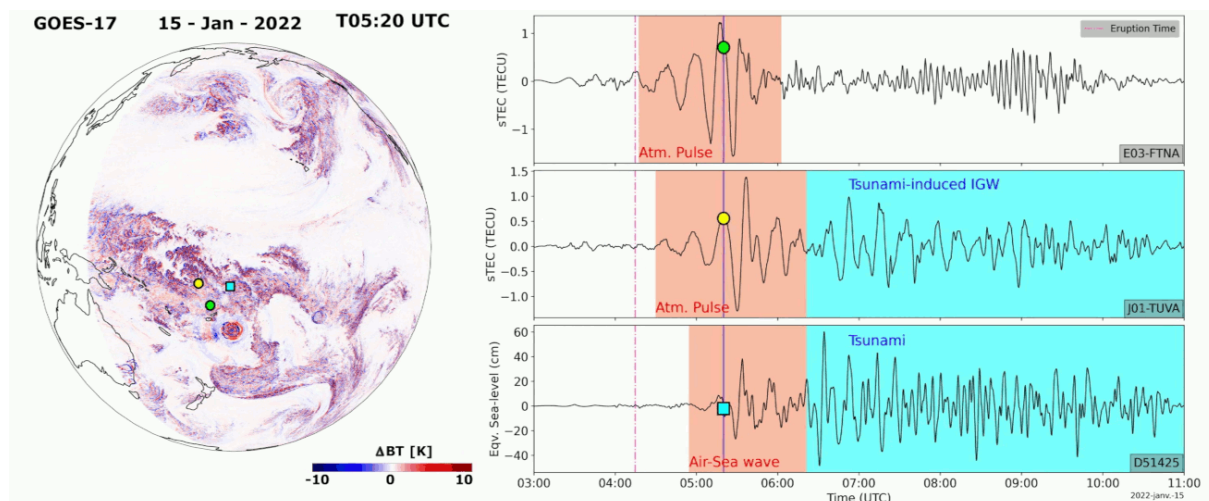 GOES-17 15 - Jan - 2022 T05:20 UTC
ΔBT [K]
-10 0 10
Eruption Time
sTEC (TECU)
1
0
−1
Atm. Pulse
E03-FTNA
sTEC (TECU)
1.5
1.0
0.5
0.0
−0.5
−1.0
Tsunami-induced IGW
Atm. Pulse
J01-TUVA
Eqv. Sea-level (cm)
60
40
20
0
−20
−40
Tsunami
Air-Sea wave
D51425
03:00 04:00 05:00 06:00 07:00 08:00 09:00 10:00 11:00
Time (UTC)
2022-janv.-15